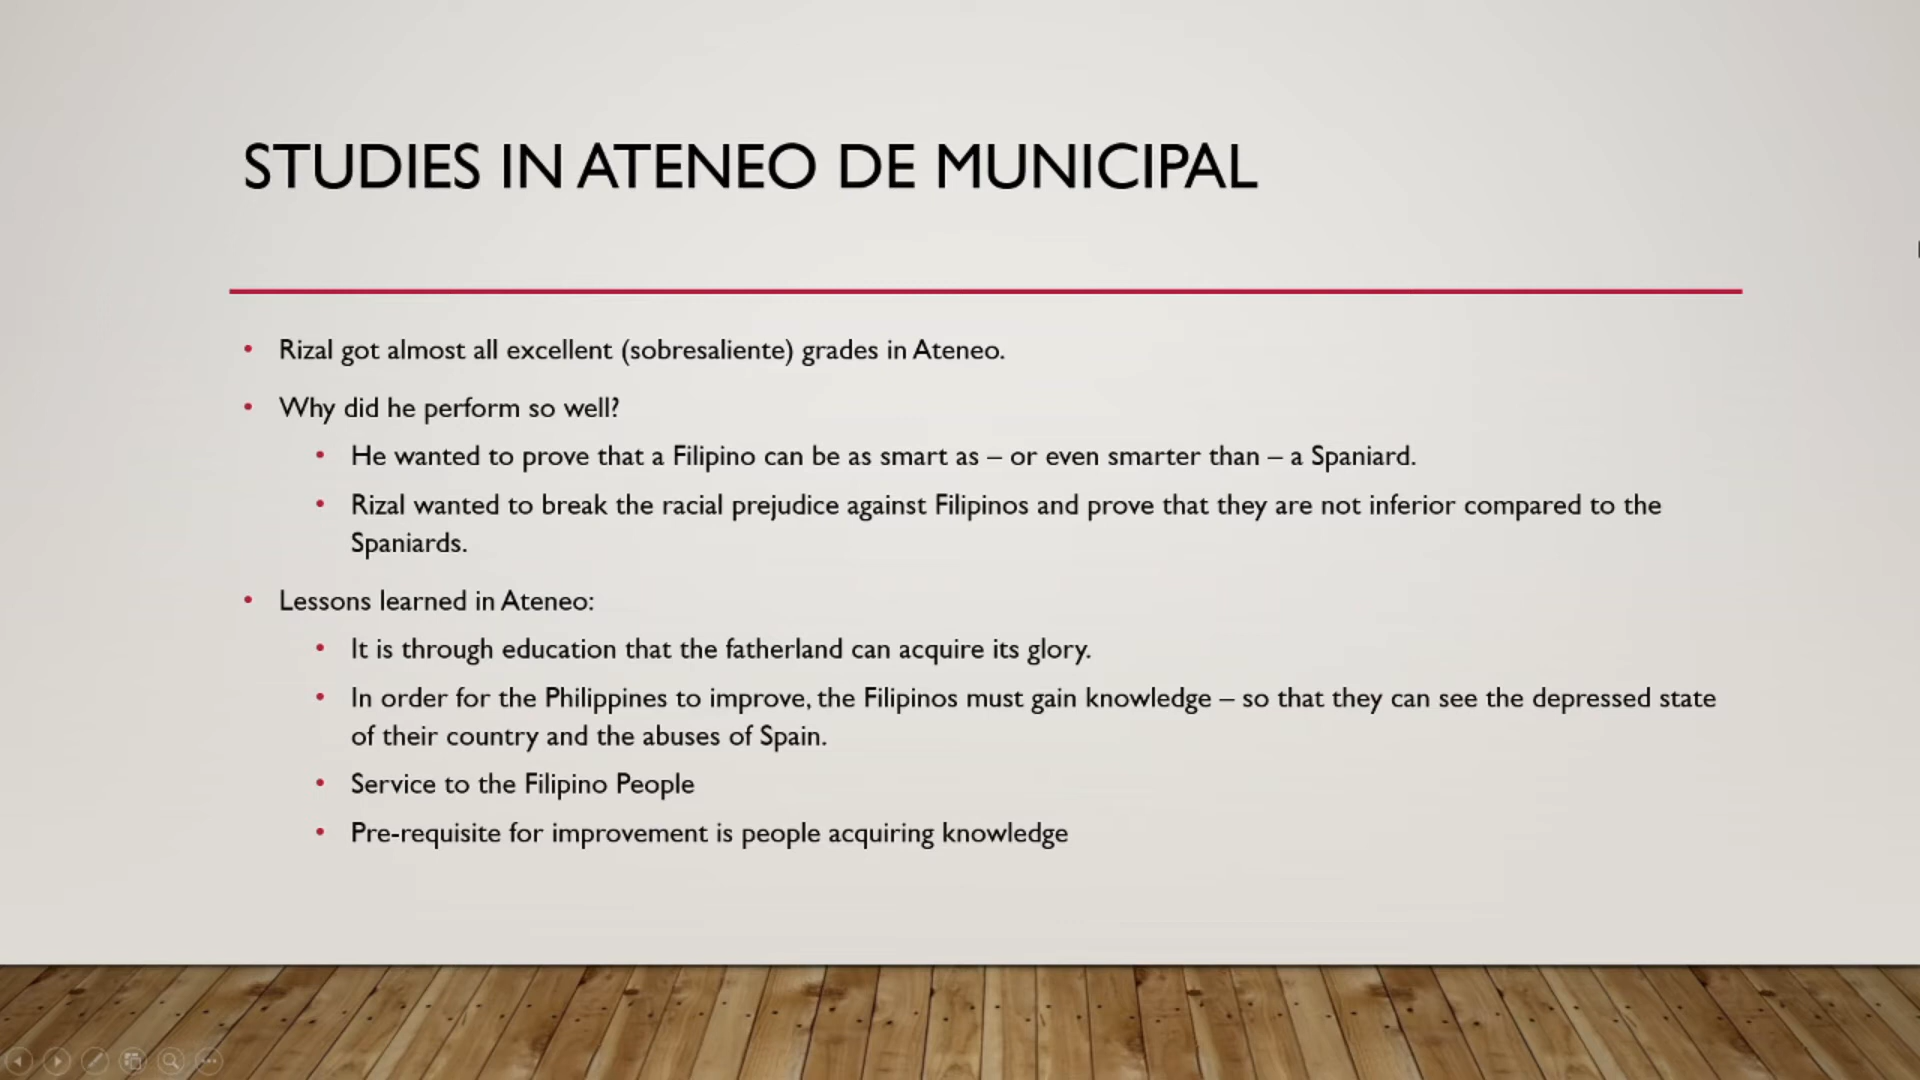 STUDIES IN ATENEO DE MUNICIPAL
• Rizal got almost all excellent (sobresaliente) grades in Ateneo.
• Why did he perform so well?
• He wanted to prove that a Filipino can be as smart as – or even smarter than – a Spaniard.
• Rizal wanted to break the racial prejudice against Filipinos and prove that they are not inferior compared to the
Spaniards.
• Lessons learned in Ateneo:
• It is through education that the fatherland can acquire its glory.
• In order for the Philippines to improve, the Filipinos must gain knowledge – so that they can see the depressed state
of their country and the abuses of Spain.
• Service to the Filipino People
• Pre-requisite for improvement is people acquiring knowledge